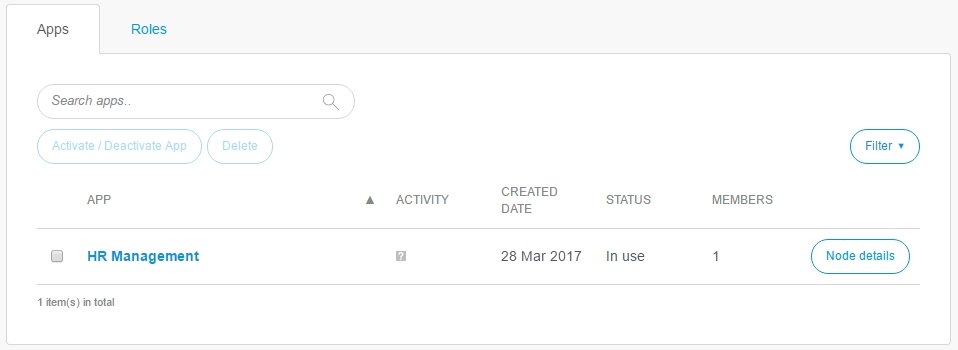 Apps Roles
Search apps..
Activate / Deactivate App Delete Filter ▼
APP ▲ ACTIVITY CREATED DATE STATUS MEMBERS
HR Management ? 28 Mar 2017 In use 1 Node details
1 item(s) in total